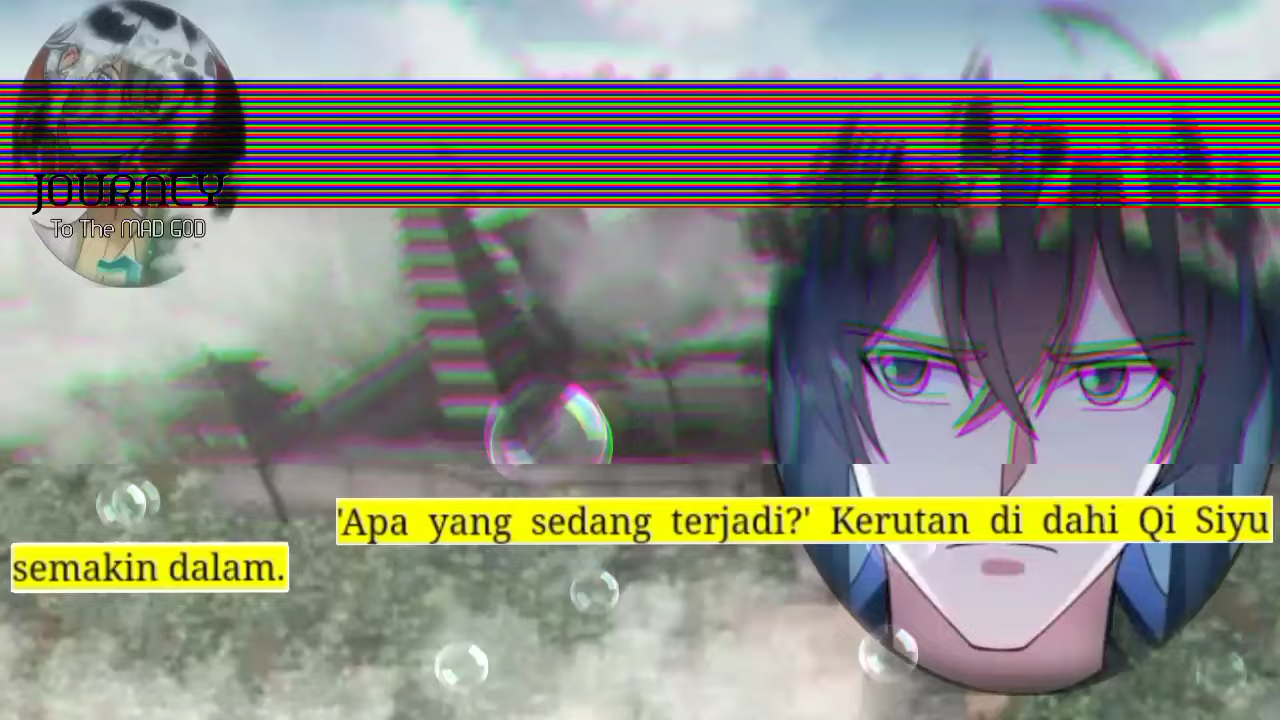 JOURNEY
To The MAD GOD
'Apa yang sedang terjadi?' Kerutan di dahi Qi Siyu
semakin dalam.